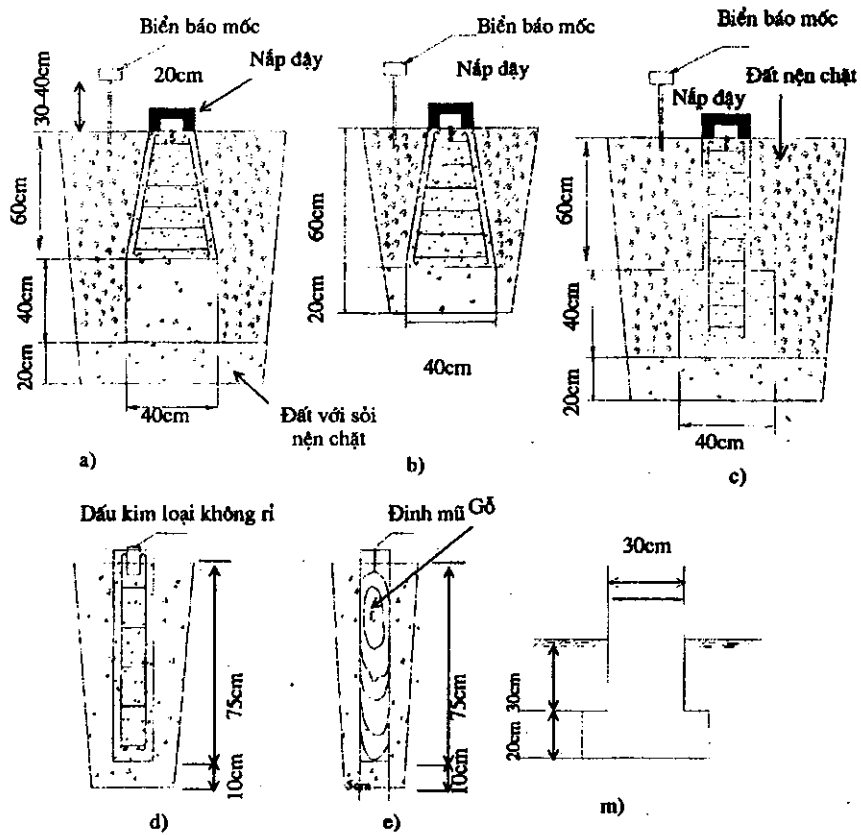 Biển báo mốc
Nắp đậy
20cm
30-40cm
60cm
40cm
20cm
40cm
Đất với sỏi
nện chặt
a)
Biển báo mốc
Nắp đậy
60cm
20cm
40cm
b)
Biển báo mốc
Đất nện chặt
Nắp đậy
60cm
40cm
20cm
40cm
c)
Dấu kim loại không rỉ
75cm
10cm
d)
Đinh mũ
Gỗ
75cm
10cm
5cm
e)
30cm
30cm
20cm
m)